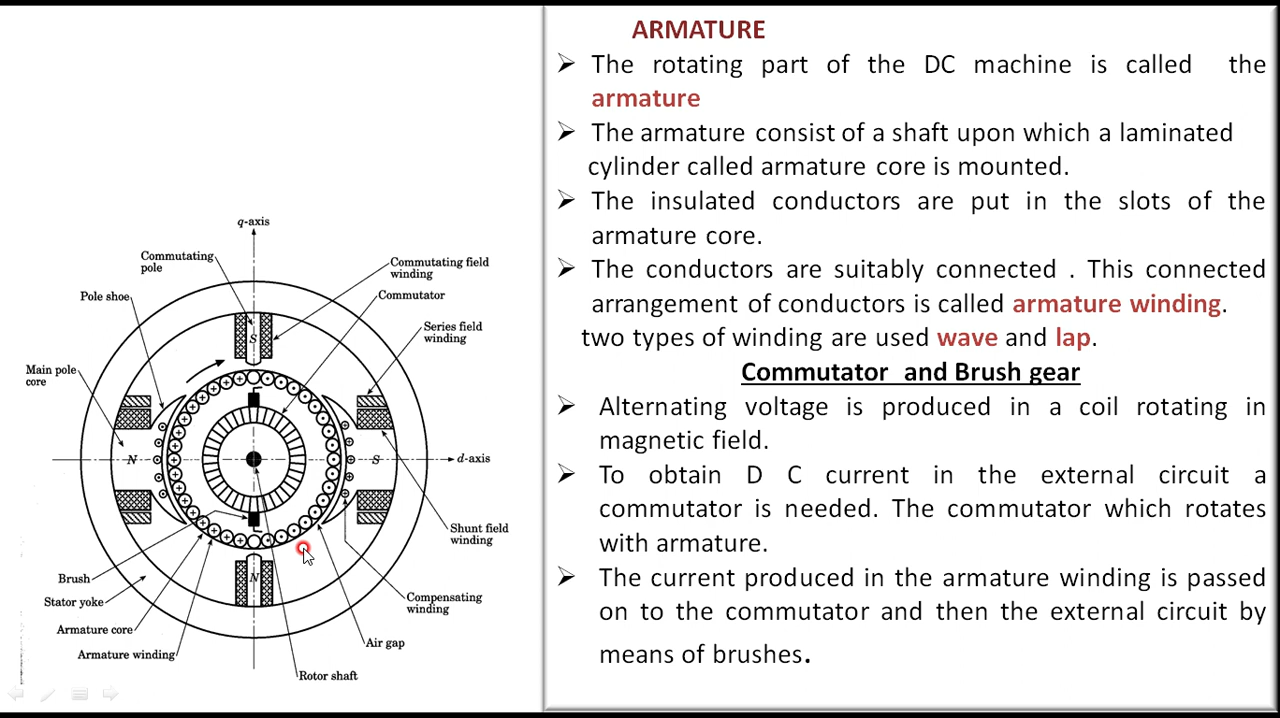 q-axis
Commutating
pole
Commutating field
winding
Pole shoe
Commutator
Series field
winding
Main pole
core
S
N
S
d-axis
N
Shunt field
winding
Brush
Stator yoke
Compensating
winding
Armature core
Air gap
Armature winding
Rotor shaft
ARMATURE
➢ The rotating part of the DC machine is called the
armature
➢ The armature consist of a shaft upon which a laminated
cylinder called armature core is mounted.
➢ The insulated conductors are put in the slots of the
armature core.
➢ The conductors are suitably connected . This connected
arrangement of conductors is called armature winding.
two types of winding are used wave and lap.
Commutator and Brush gear
➢ Alternating voltage is produced in a coil rotating in
magnetic field.
➢ To obtain D C current in the external circuit a
commutator is needed. The commutator which rotates
with armature.
➢ The current produced in the armature winding is passed
on to the commutator and then the external circuit by
means of brushes.